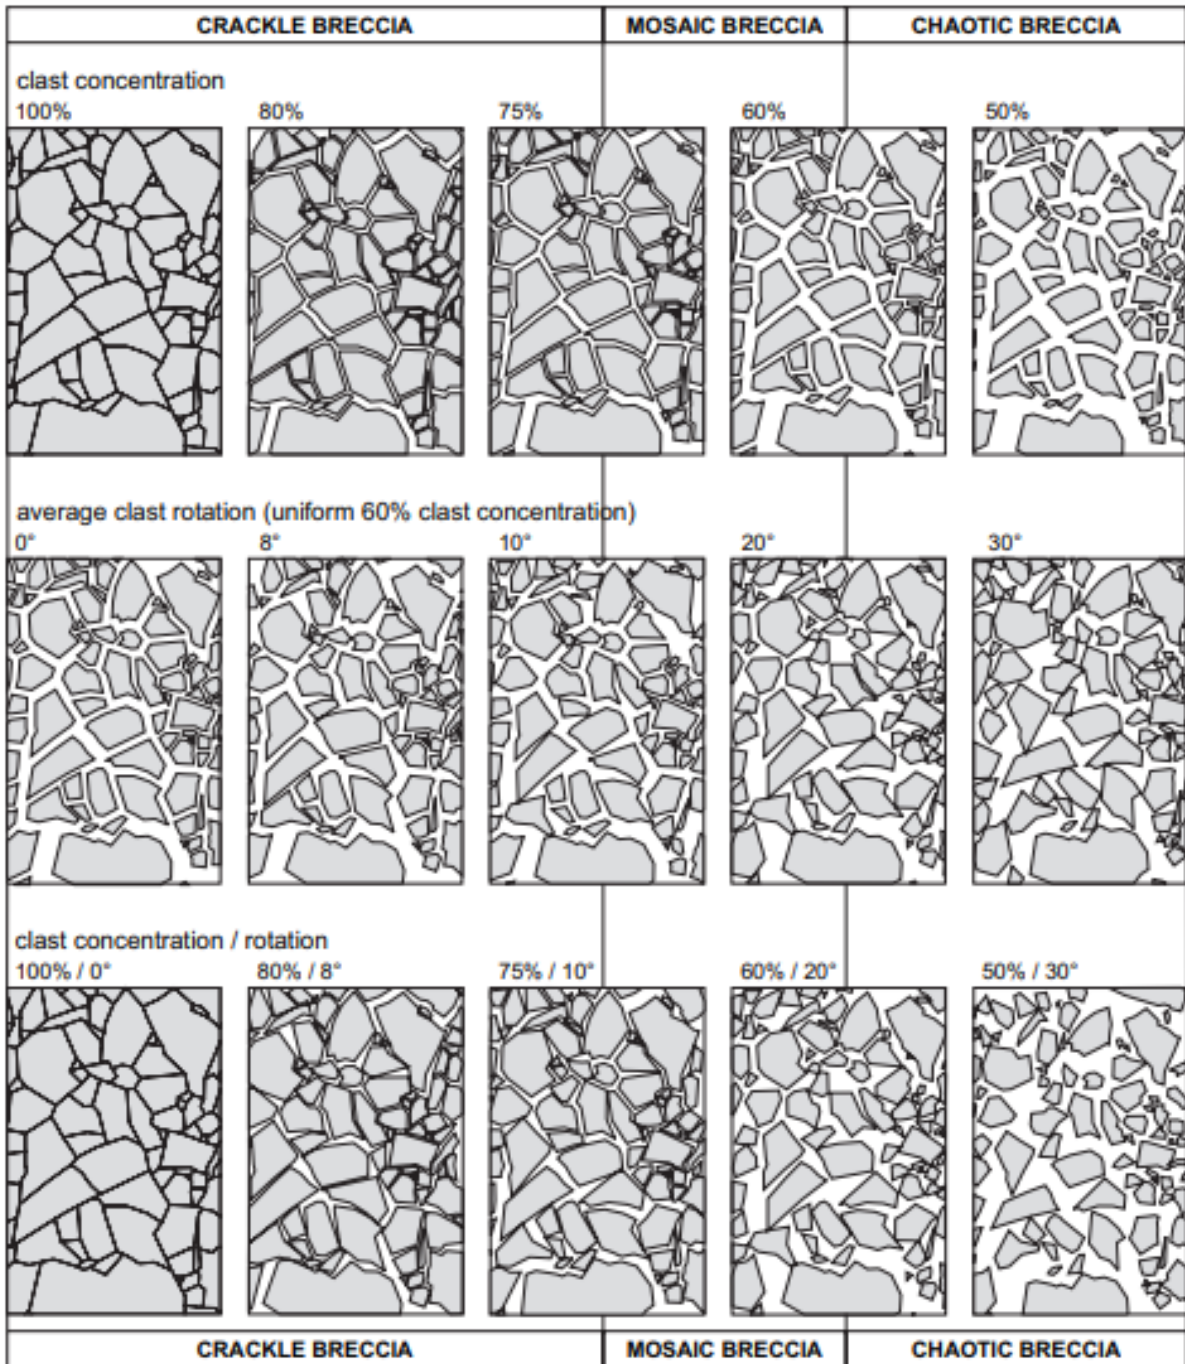 CRACKLE BRECCIA MOSAIC BRECCIA CHAOTIC BRECCIA
clast concentration
100% 80% 75% 60% 50%
average clast rotation (uniform 60% clast concentration)
0° 8° 10° 20° 30°
clast concentration / rotation
100% / 0° 80% / 8° 75% / 10° 60% / 20° 50% / 30°
CRACKLE BRECCIA MOSAIC BRECCIA CHAOTIC BRECCIA